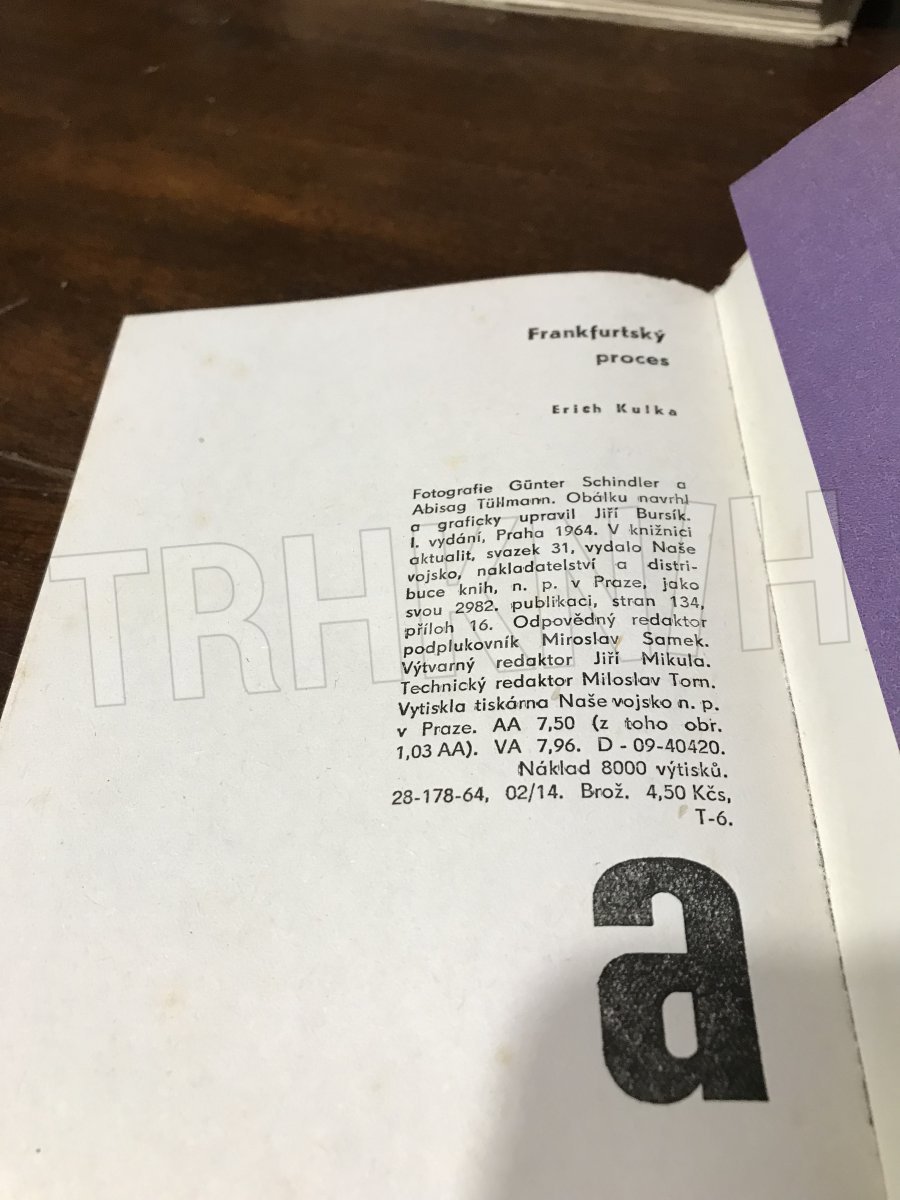 Frankfurtský
proces
Erich Kulka
Fotografie Günter Schindler a
Abisag Tüllmann. Obálku navrhl
a graficky upravil Jiří Bursík.
I. vydání, Praha 1964. V knižnici
aktualit, svazek 31, vydalo Naše
vojsko, nakladatelství a distri-
buce knih, n. p. v Praze, jako
svou 2982. publikaci, stran 134,
příloh 16. Odpovědný redaktor
podplukovník Miroslav Samek.
Výtvarný redaktor Jiří Mikula.
Technický redaktor Miloslav Tom.
Vytiskla tiskárna Naše vojsko n. p.
v Praze. AA 7,50 (z toho obr.
1,03 AA). VA 7,96. D - 09-40420.
Náklad 8000 výtisků.
28-178-64, 02/14. Brož. 4,50 Kčs,
T-6.
a
TRHKNIH